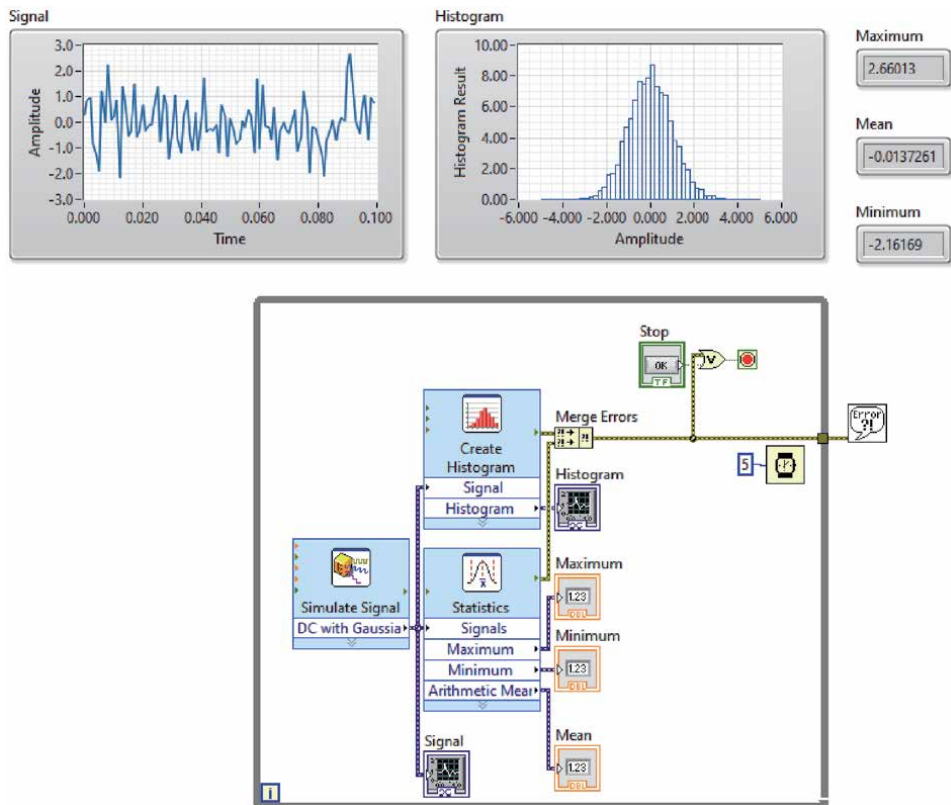 Signal
3.0
2.0
1.0
0.0
-1.0
-2.0
-3.0
Amplitude
0.000 0.020 0.040 0.060 0.080 0.100
Time
Histogram
10.00
8.00
6.00
4.00
2.00
0.00
Histogram Result
-6.000 -4.000 -2.000 0.000 2.000 4.000 6.000
Amplitude
Maximum
2.66013
Mean
-0.0137261
Minimum
-2.16169
Stop
OK
TF
V
Error
?!
5
Merge Errors
?!
Create
Histogram
Signal
Histogram
Histogram
Simulate Signal
DC with Gaussia
Statistics
Signals
Maximum
Minimum
Arithmetic Mear
Maximum
1.23
DBL
Minimum
1.23
DBL
Mean
1.23
DBL
Signal
i